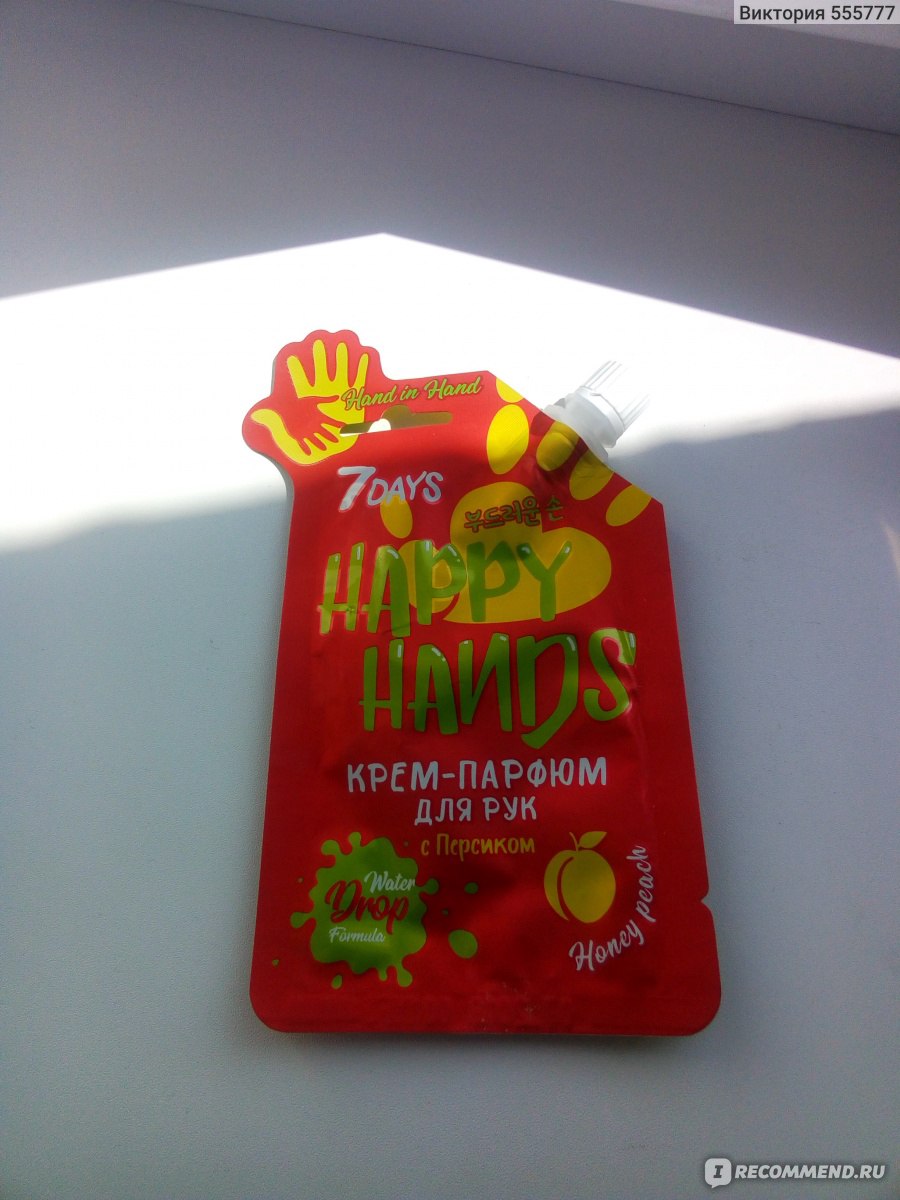 Виктория 555777
Hand in Hand
7DAYS
부드러운 손
HAPPY
HANDS
КРЕМ-ПАРФЮМ
ДЛЯ РУК
с Персиком
Water
Drop
Formula
Honey peach
IRECOMMEND.RU